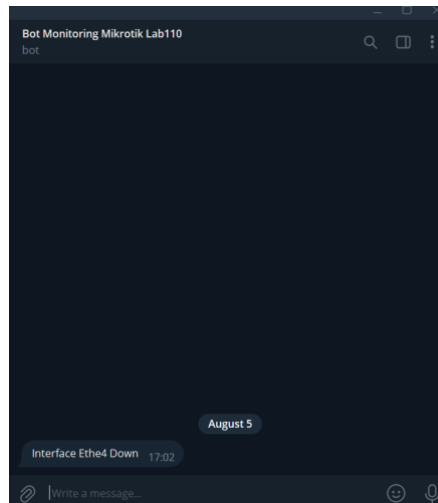 Bot Monitoring Mikrotik Lab110
bot
August 5
Interface Ethe4 Down 17:02
Write a message...